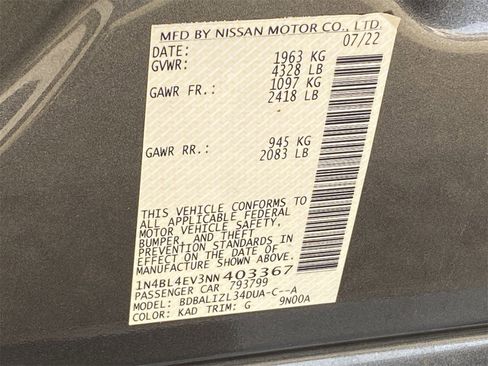 MFD BY NISSAN MOTOR CO., LTD.
DATE: 07/22
GVWR: 1963 KG
4328 LB
GAWR FR.: 1097 KG
2418 LB
GAWR RR.: 945 KG
2083 LB
THIS VEHICLE CONFORMS TO
ALL APPLICABLE FEDERAL
MOTOR VEHICLE SAFETY,
BUMPER, AND THEFT
PREVENTION STANDARDS IN
EFFECT ON THE DATE OF
MANUFACTURE SHOWN ABOVE.
1N4BL4EV3NN403367
PASSENGER CAR 793799
MODEL: BDBALIZL34DUA-C--A
COLOR: KAD TRIM: G 9N00A